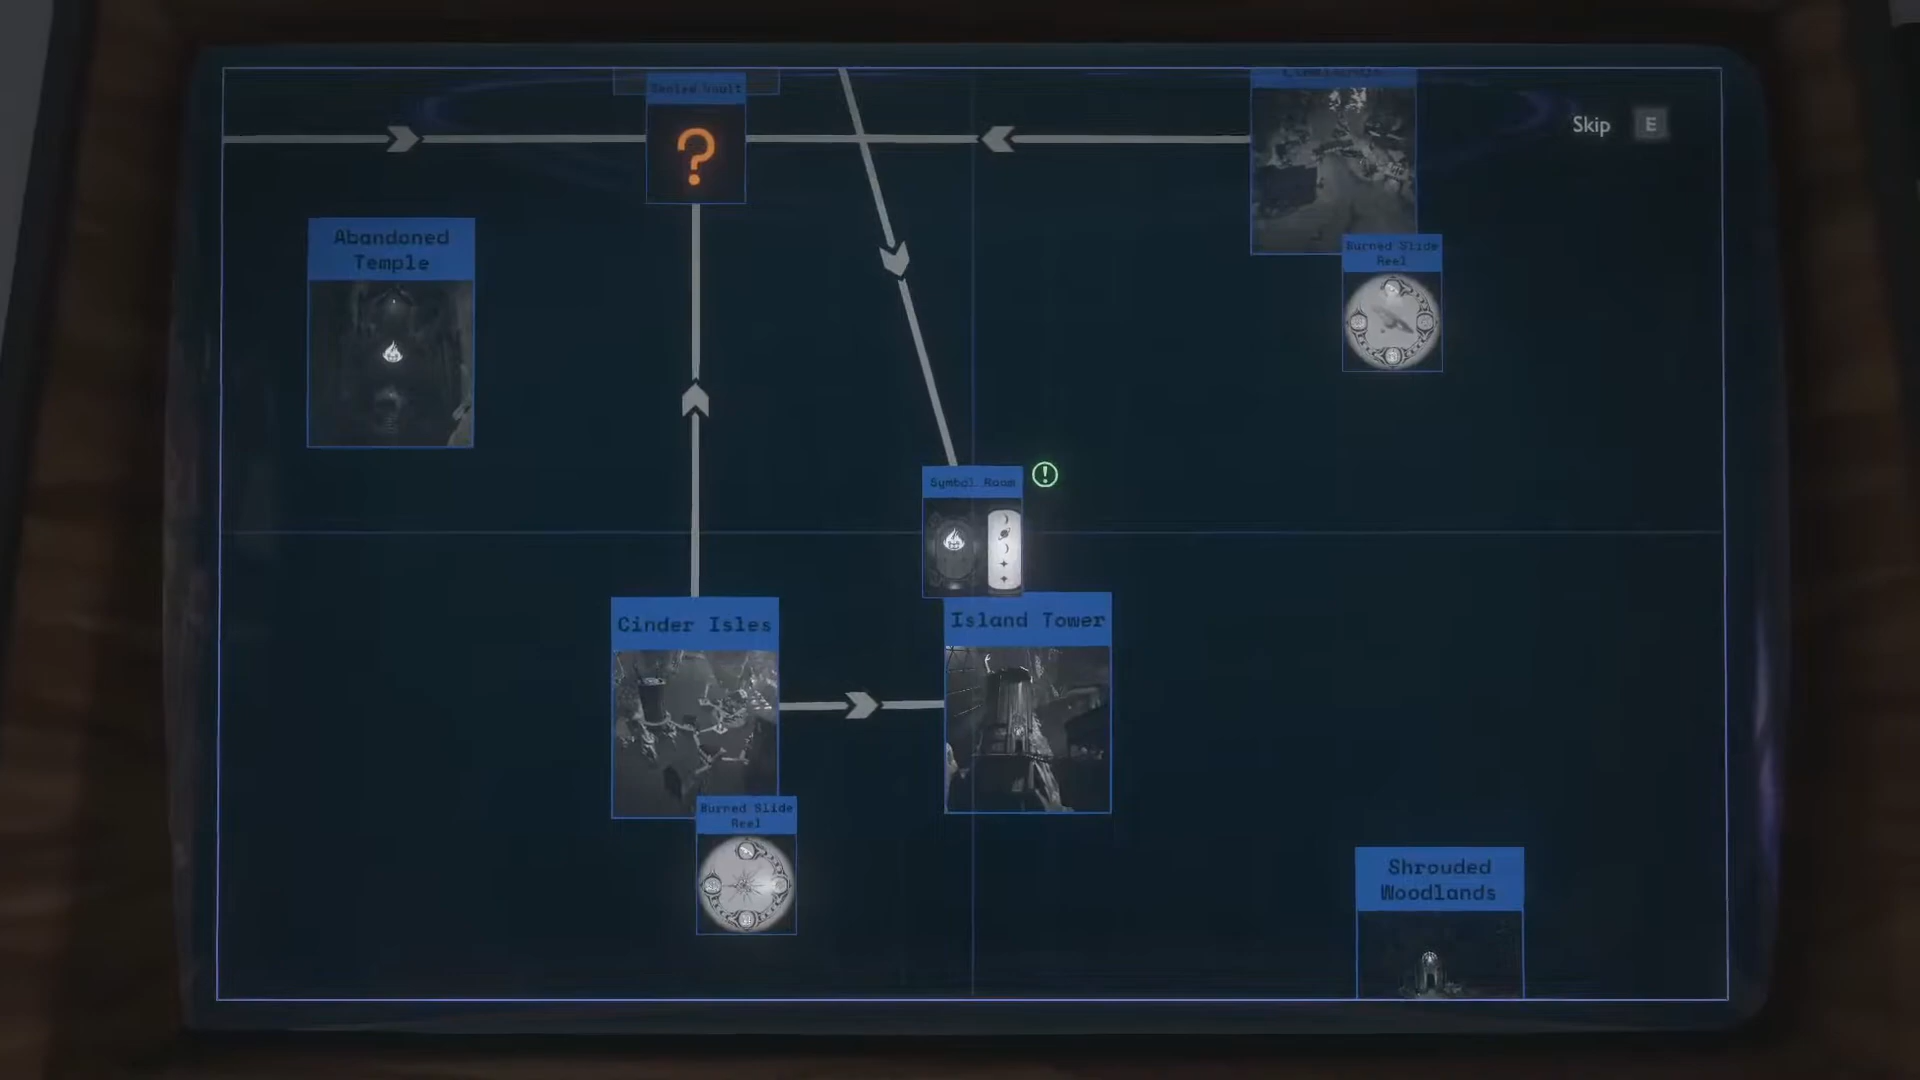 Sealed Vault
Skip E
Abandoned
Temple
Burned Slide
Reel
Symbol Room
Cinder Isles
Island Tower
Burned Slide
Reel
Shrouded
Woodlands